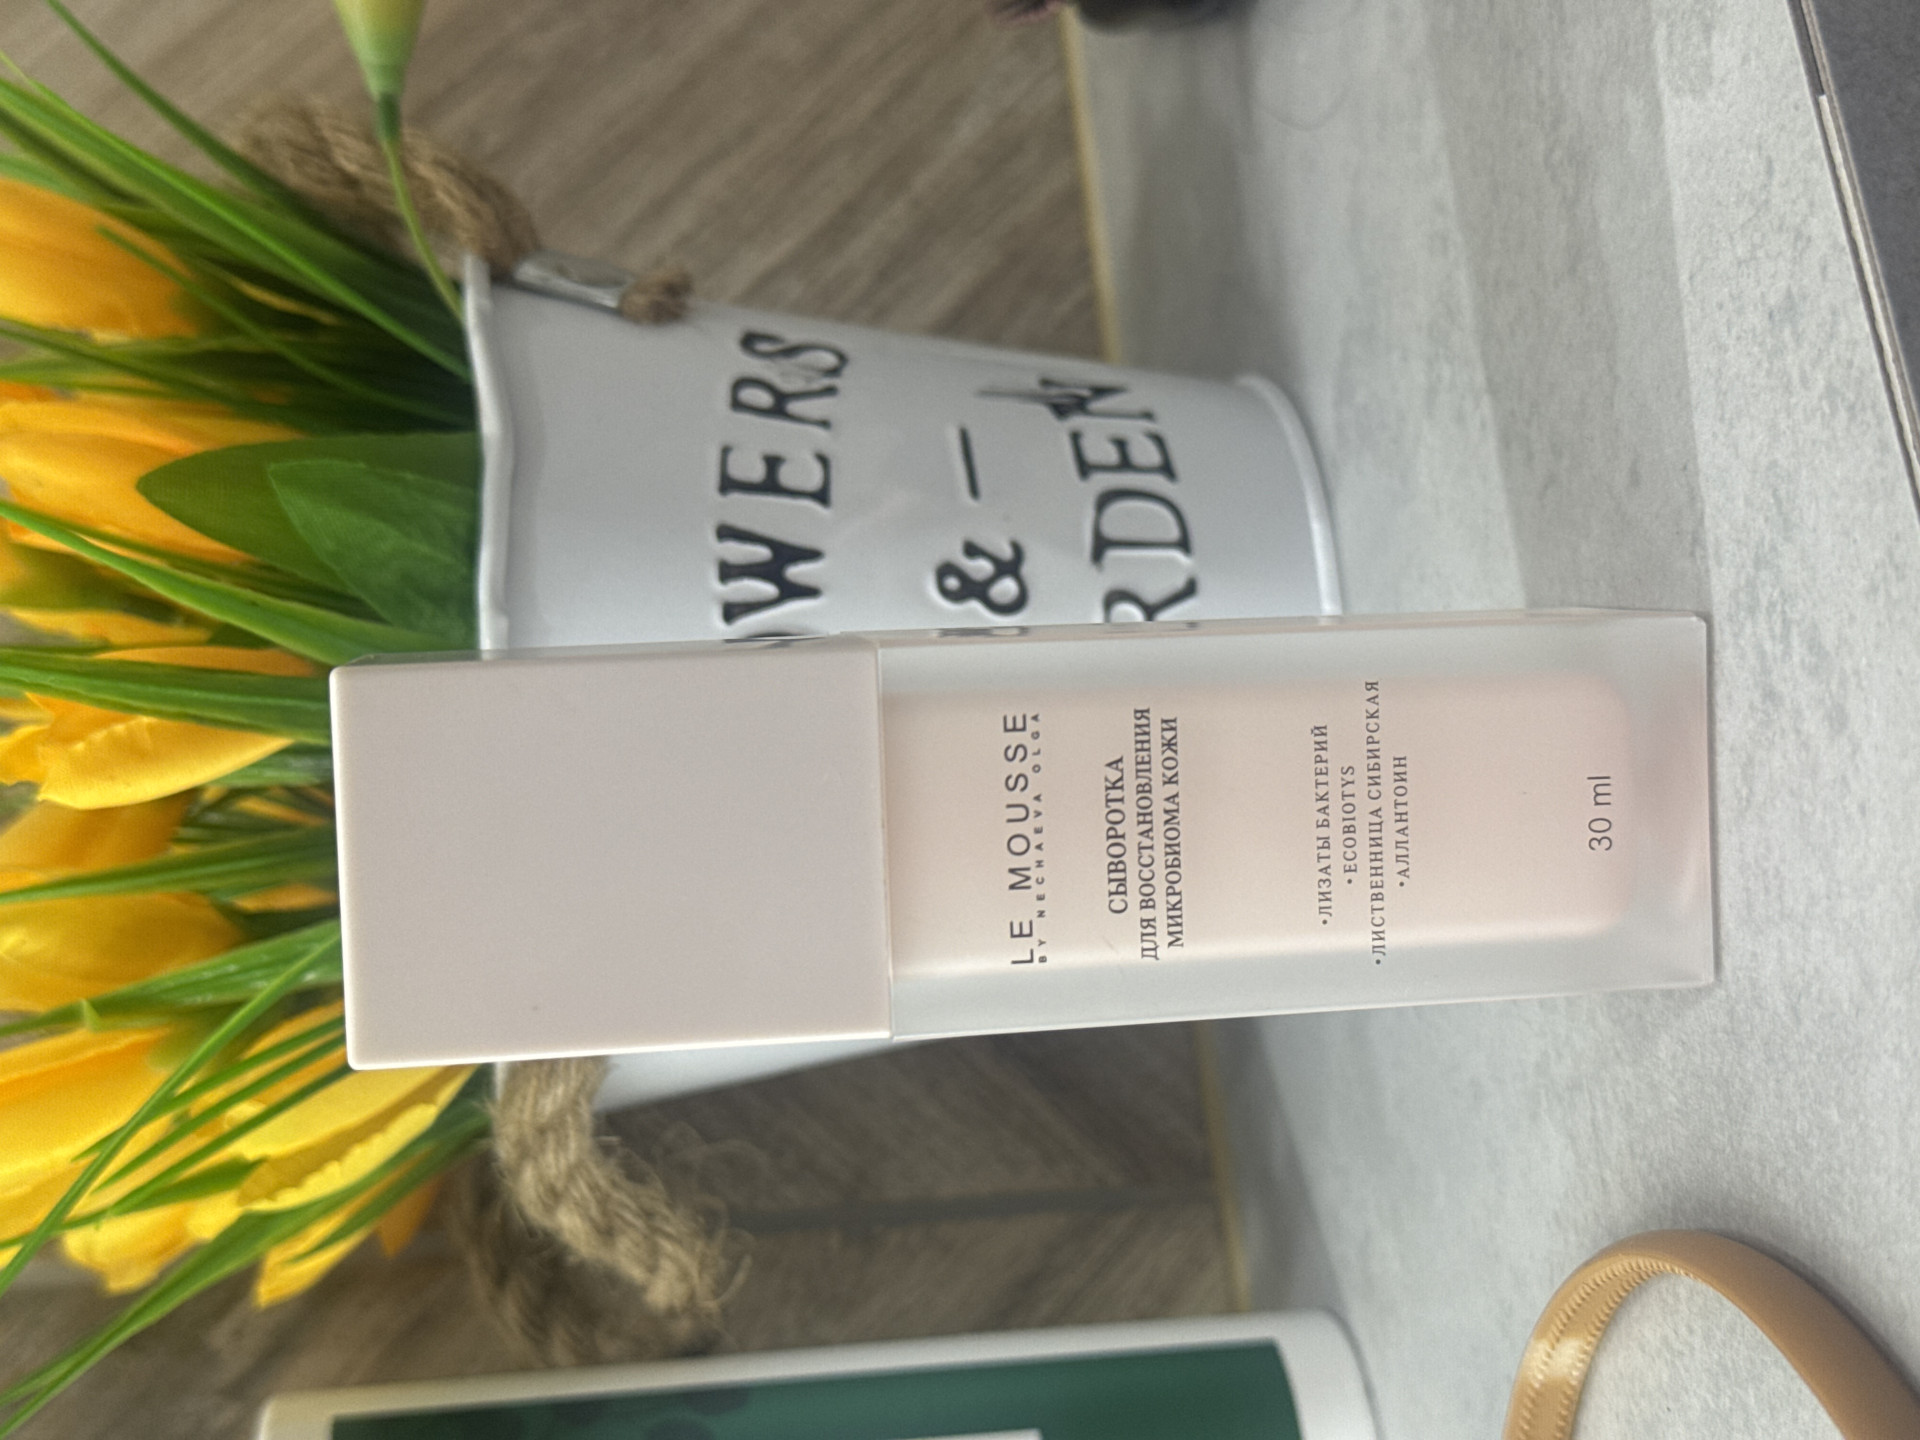 WERS
& —
RDEN
LE MOUSSE
BY NECHAEVA OLGA
СЫВОРОТКА
ДЛЯ ВОССТАНОВЛЕНИЯ
МИКРОБИОМА КОЖИ
•ЛИЗАТЫ БАКТЕРИЙ
•ECOBIOTYS
•ЛИСТВЕННИЦА СИБИРСКАЯ
•АЛЛАНТОИН
30 ml